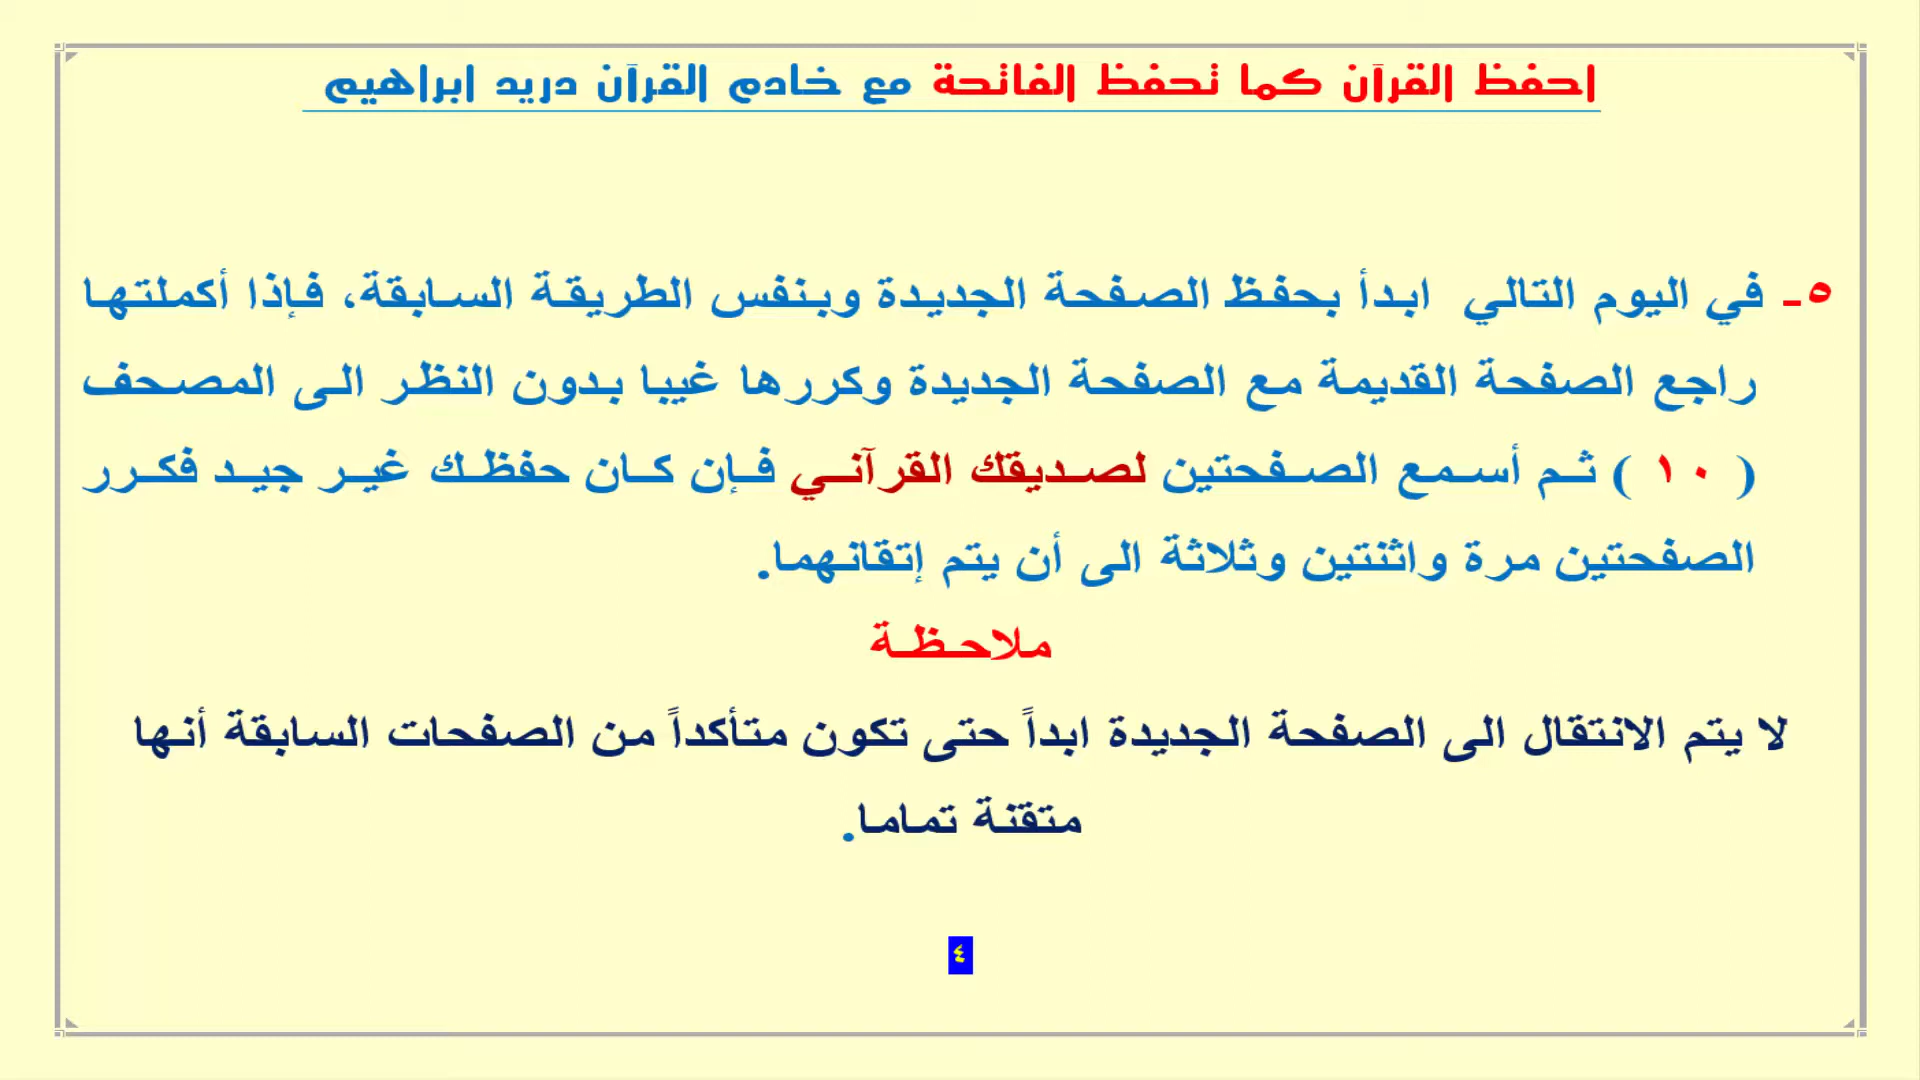 احفظ القرآن كما تحفظ الفاتحة مع خادم القرآن دريد ابراهيم
٥- في اليوم التالي ابدأ بحفظ الصفحة الجديدة وبنفس الطريقة السابقة، فإذا أكملتها
راجع الصفحة القديمة مع الصفحة الجديدة وكررها غيبا بدون النظر الى المصحف
( ١٠ ) ثم أسمع الصفحتين لصديقك القرآني فإن كان حفظك غير جيد فكرر
الصفحتين مرة واثنتين وثلاثة الى أن يتم إتقانهما.
ملاحظة
لا يتم الانتقال الى الصفحة الجديدة ابداً حتى تكون متأكداً من الصفحات السابقة أنها
متقنة تماما.
٤